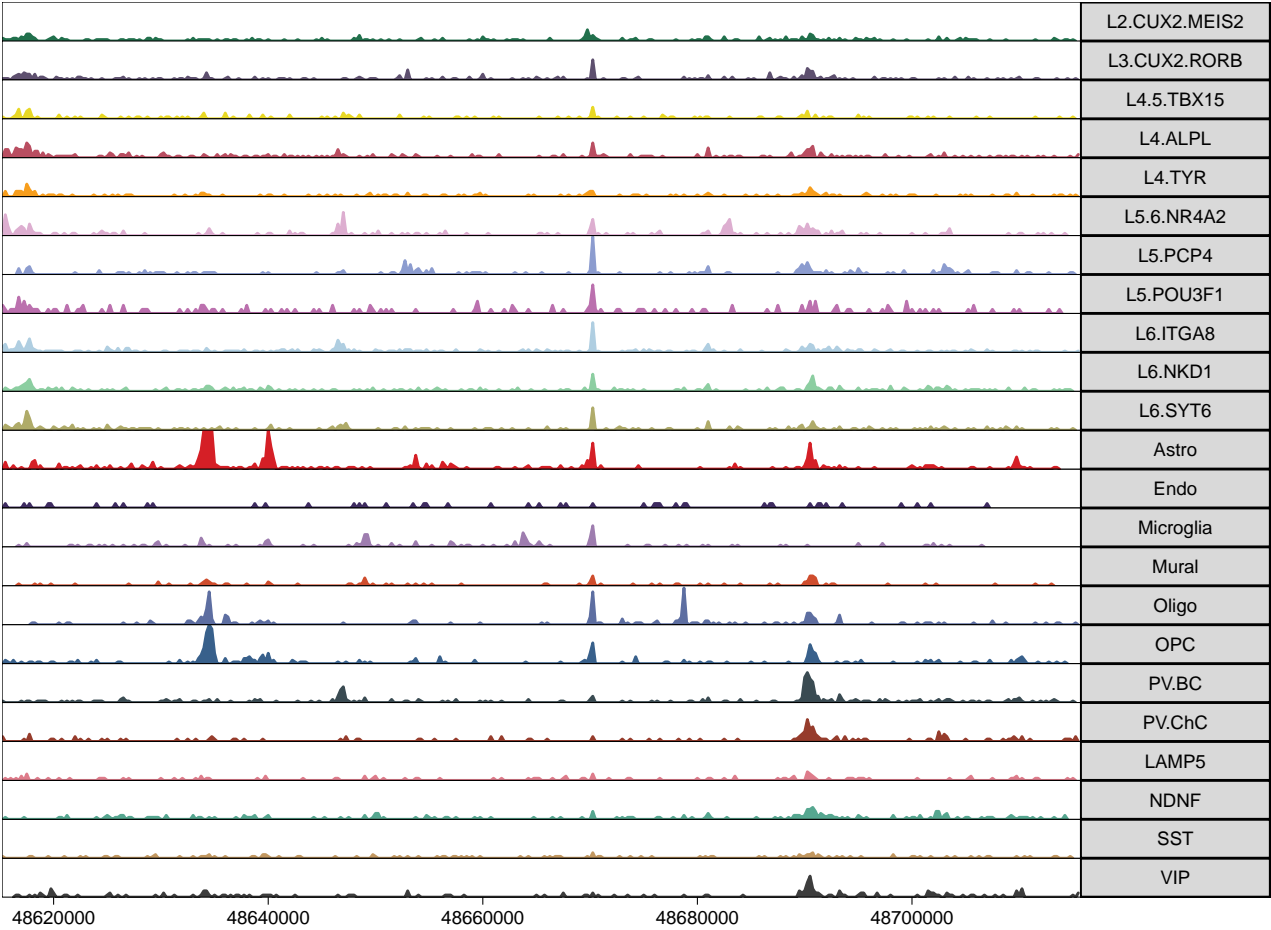 L2.CUX2.MEIS2
L3.CUX2.RORB
L4.5.TBX15
L4.ALPL
L4.TYR
L5.6.NR4A2
L5.PCP4
L5.POU3F1
L6.ITGA8
L6.NKD1
L6.SYT6
Astro
Endo
Microglia
Mural
Oligo
OPC
PV.BC
PV.ChC
LAMP5
NDNF
SST
VIP
48620000 48640000 48660000 48680000 48700000